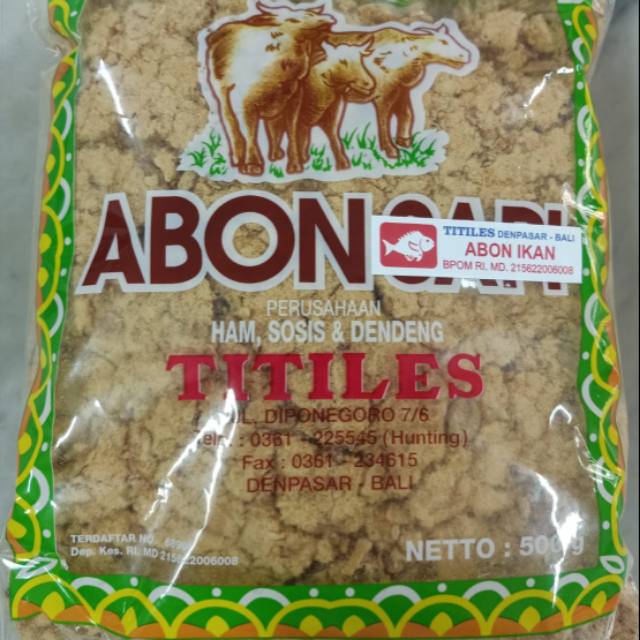 ABON SAPI
TITILES DENPASAR - BALI
ABON IKAN
BPOM RI. MD. 215622006008
PERUSAHAAN
HAM, SOSIS & DENDENG
TITILES
JL. DIPONEGORO 7/6
Telp. : 0361 - 225545 (Hunting)
Fax : 0361 - 234615
DENPASAR - BALI
TERDAFTAR NO.
Dep. Kes. RI. MD 215622006008
NETTO : 500 g